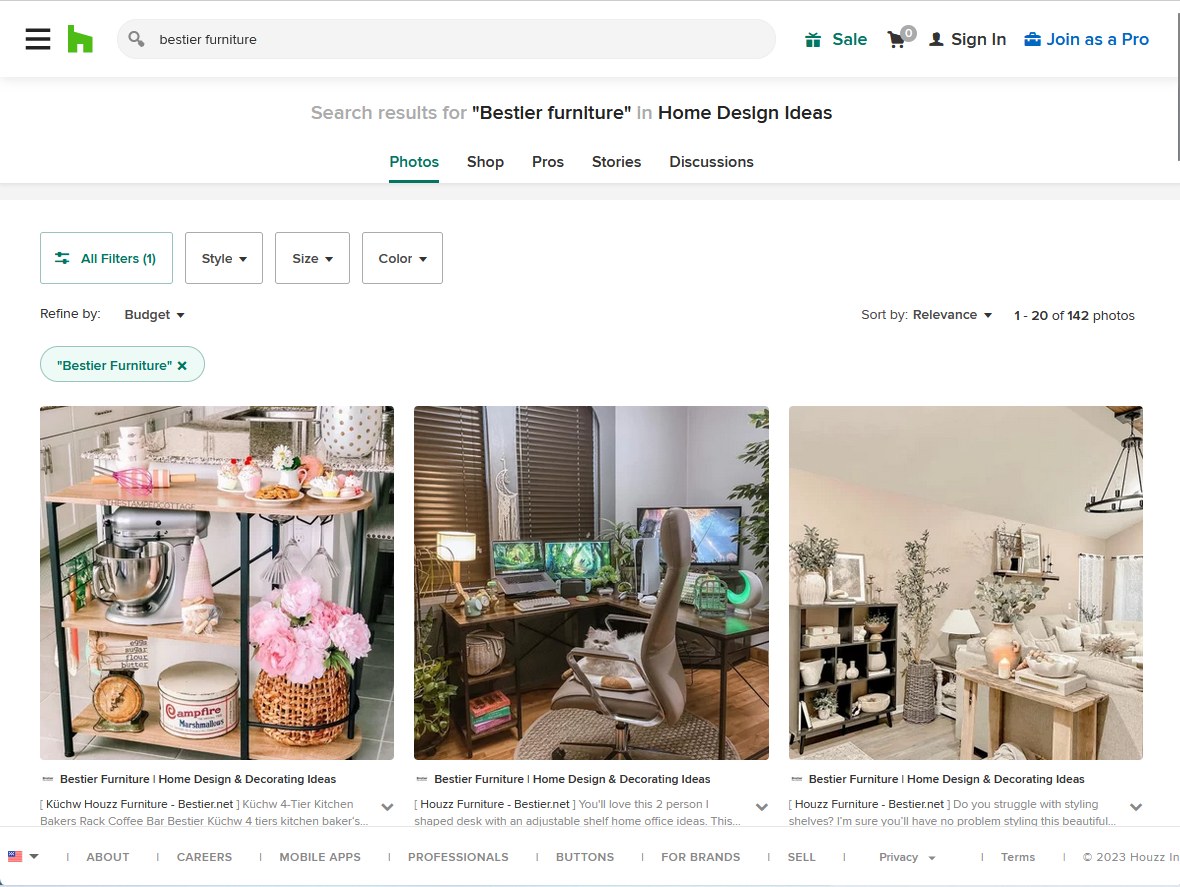 bestier furniture
Sale
0
Sign In
Join as a Pro
Search results for "Bestier furniture" in Home Design Ideas
Photos
Shop
Pros
Stories
Discussions
All Filters (1)
Style
Size
Color
Refine by:
Budget
Sort by: Relevance
1 - 20 of 142 photos
"Bestier Furniture" ×
THESTAMPEDCOTTAGE
eggs
sugar
flour
butter
Campfire
Marshmallows
Bestier Furniture | Home Design & Decorating Ideas
[ Küchw Houzz Furniture - Bestier.net ] Küchw 4-Tier Kitchen
Bakers Rack Coffee Bar Bestier Küchw 4 tiers kitchen baker's...
Bestier Furniture | Home Design & Decorating Ideas
[ Houzz Furniture - Bestier.net ] You'll love this 2 person l
shaped desk with an adjustable shelf home office ideas. This...
Bestier Furniture | Home Design & Decorating Ideas
[ Houzz Furniture - Bestier.net ] Do you struggle with styling
shelves? I'm sure you'll have no problem styling this beautiful...
ABOUT
CAREERS
MOBILE APPS
PROFESSIONALS
BUTTONS
FOR BRANDS
SELL
Privacy
Terms
© 2023 Houzz In